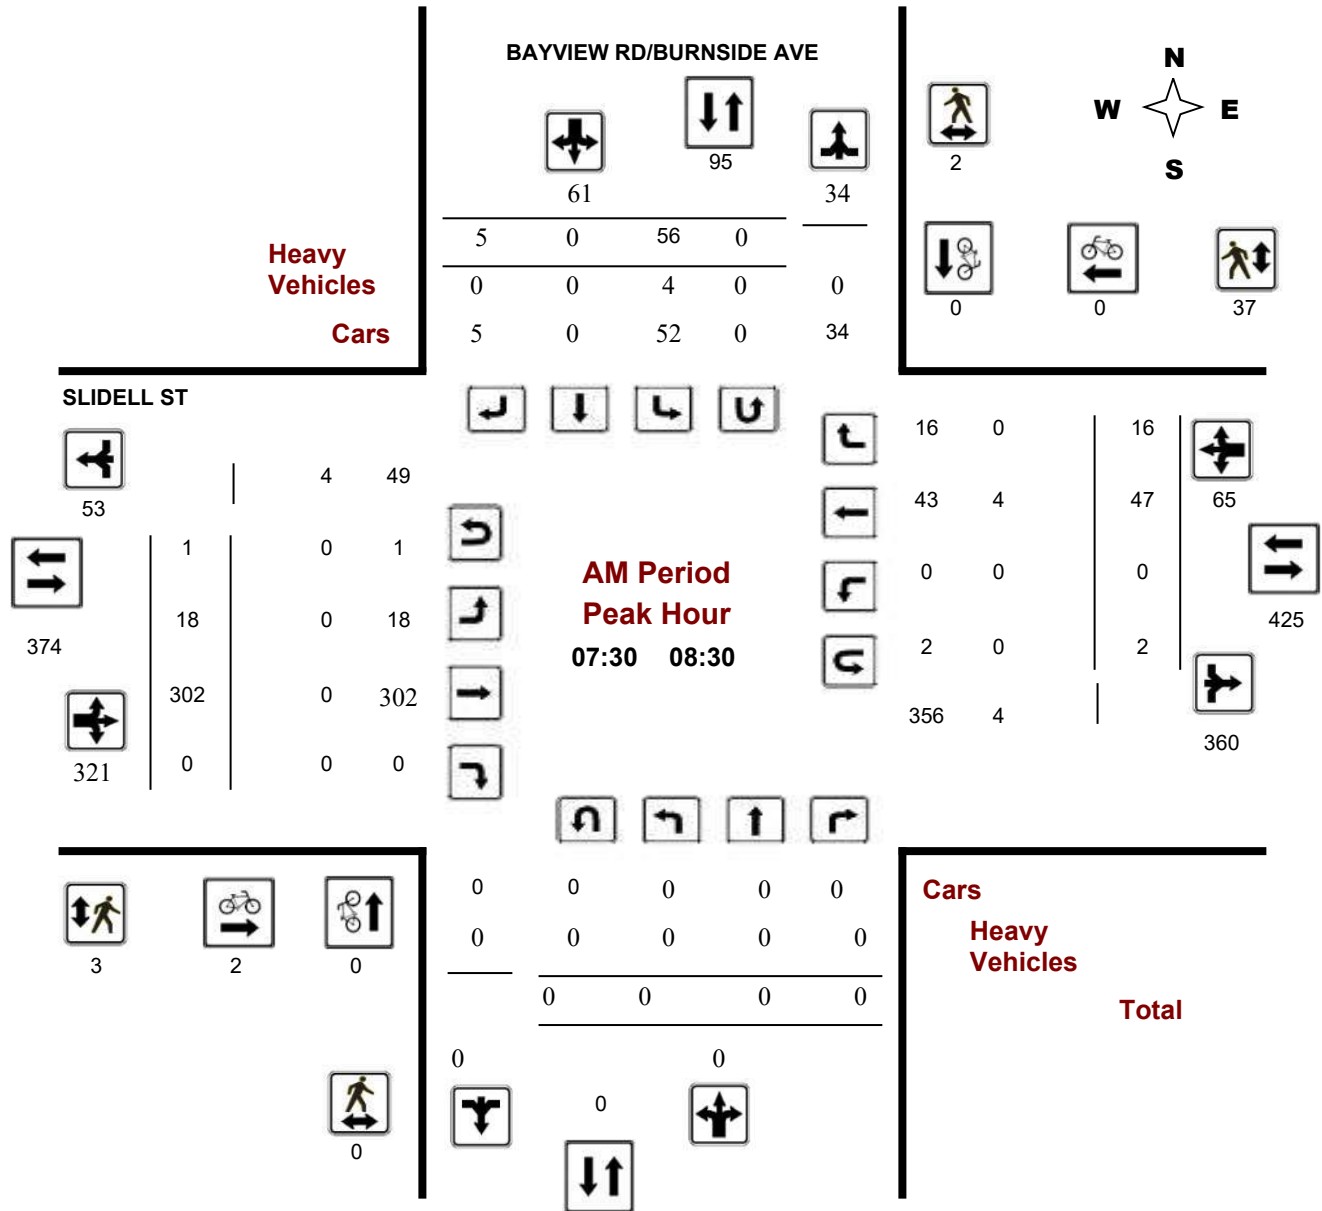 BAYVIEW RD/BURNSIDE AVE
N
W E
S
95
2
61
34
5 0 56 0
Heavy
Vehicles
0 0 4 0 0
0 0 37
Cars
5 0 52 0 34
SLIDELL ST
16 0 16
4 49
53
43 4 47 65
1 0 1
AM Period
0 0 0
Peak Hour
18 0 18
425
374
07:30 08:30
2 0 2
302 0 302
356 4
360
321
0 0 0
0 0 0 0 0
Cars
0 0 0 0 0
Heavy
Vehicles
3 2 0
0 0 0 0
Total
0 0
0
0